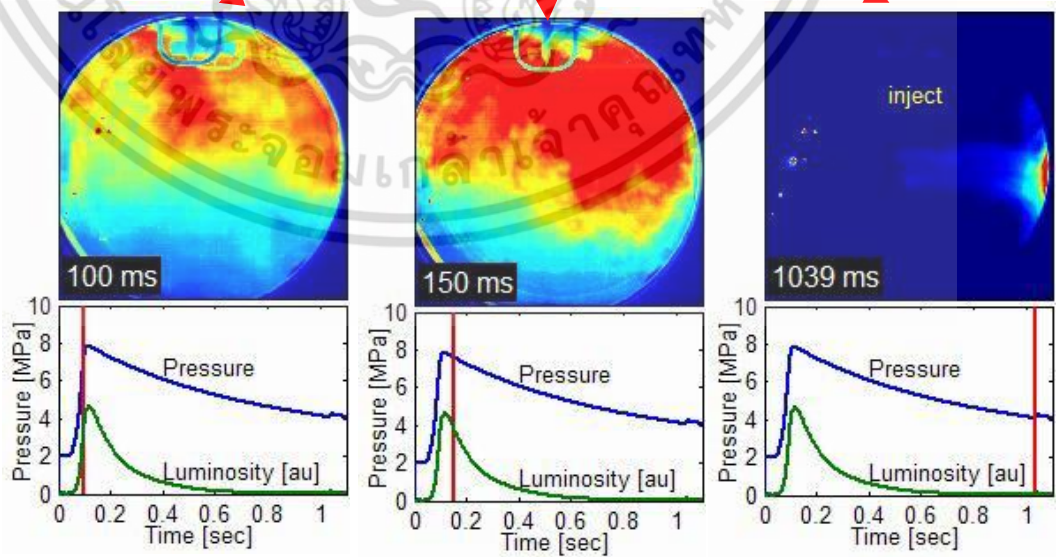 inject
100 ms
150 ms
1039 ms
10
8
6
4
2
0
Pressure [MPa]
Pressure
Luminosity [au]
0 0.2 0.4 0.6 0.8 1
Time [sec]
10
8
6
4
2
0
Pressure [MPa]
Pressure
Luminosity [au]
0 0.2 0.4 0.6 0.8 1
Time [sec]
10
8
6
4
2
0
Pressure [MPa]
Pressure
Luminosity [au]
0 0.2 0.4 0.6 0.8 1
Time [sec]